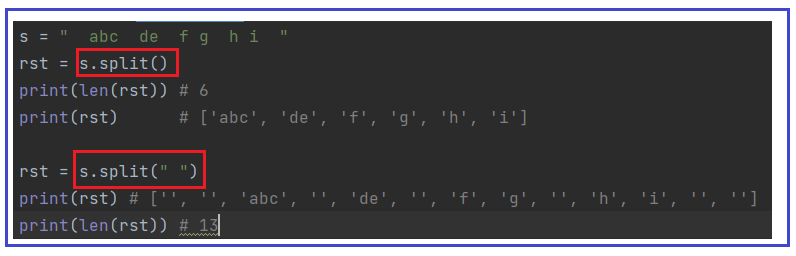 s = "  abc  de  f g  h i  "
rst = s.split()
print(len(rst)) # 6
print(rst)      # ['abc', 'de', 'f', 'g', 'h', 'i']
rst = s.split(" ")
print(rst) # ['', '', 'abc', '', 'de', '', 'f', 'g', '', 'h', 'i', '', '']
print(len(rst)) # 13